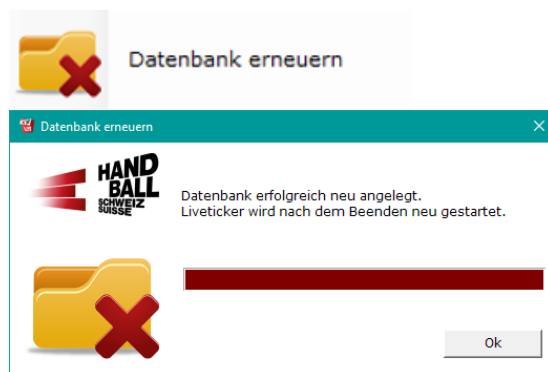 Datenbank erneuern
Datenbank erneuern
HAND
BALL
SCHWEIZ
SUISSE
Datenbank erfolgreich neu angelegt.
Liveticker wird nach dem Beenden neu gestartet.
Ok